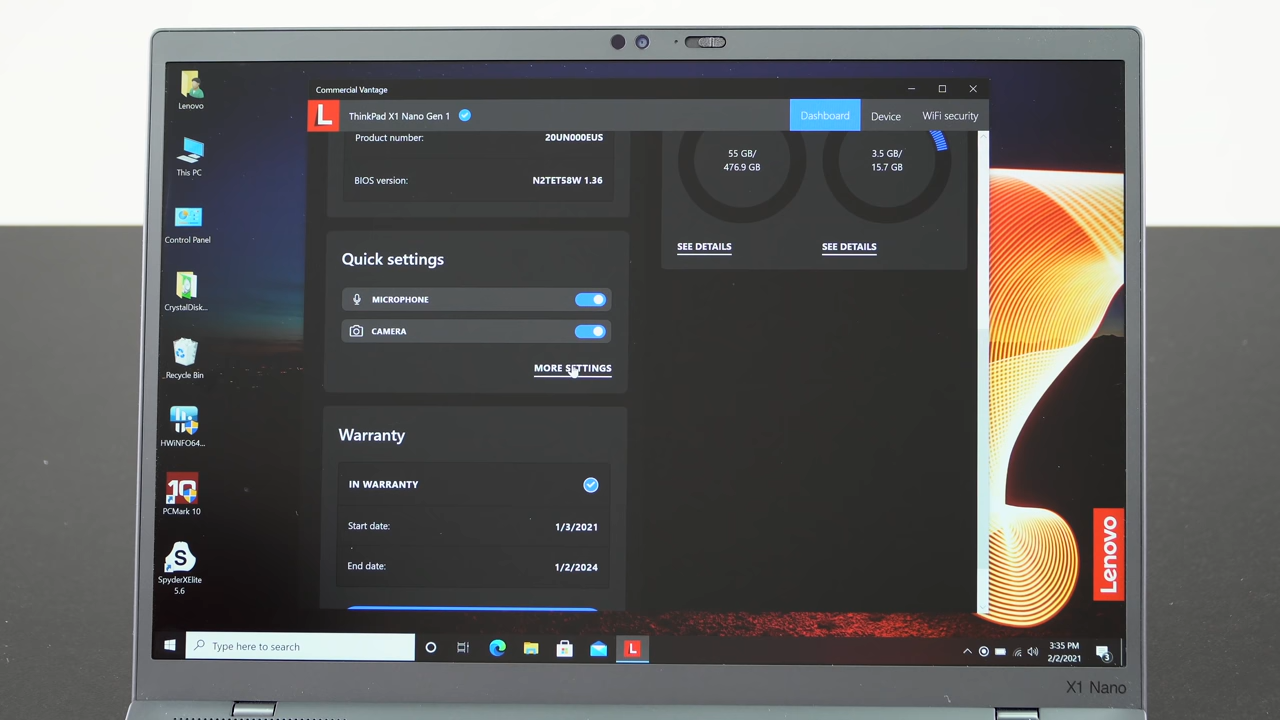 Commercial Vantage
L
ThinkPad X1 Nano Gen 1
Dashboard
Device
WiFi security
Product number:
20UN000EUS
BIOS version:
N2TET58W 1.36
55 GB/
476.9 GB
3.5 GB/
15.7 GB
SEE DETAILS
SEE DETAILS
Quick settings
MICROPHONE
CAMERA
MORE SETTINGS
Warranty
IN WARRANTY
Start date:
1/3/2021
End date:
1/2/2024
Lenovo
This PC
Control Panel
CrystalDisk...
Recycle Bin
HWiNFO64...
10
PCMark 10
S
SpyderXElite
5.6
Lenovo
Type here to search
L
3:35 PM
2/2/2021
3
X1 Nano